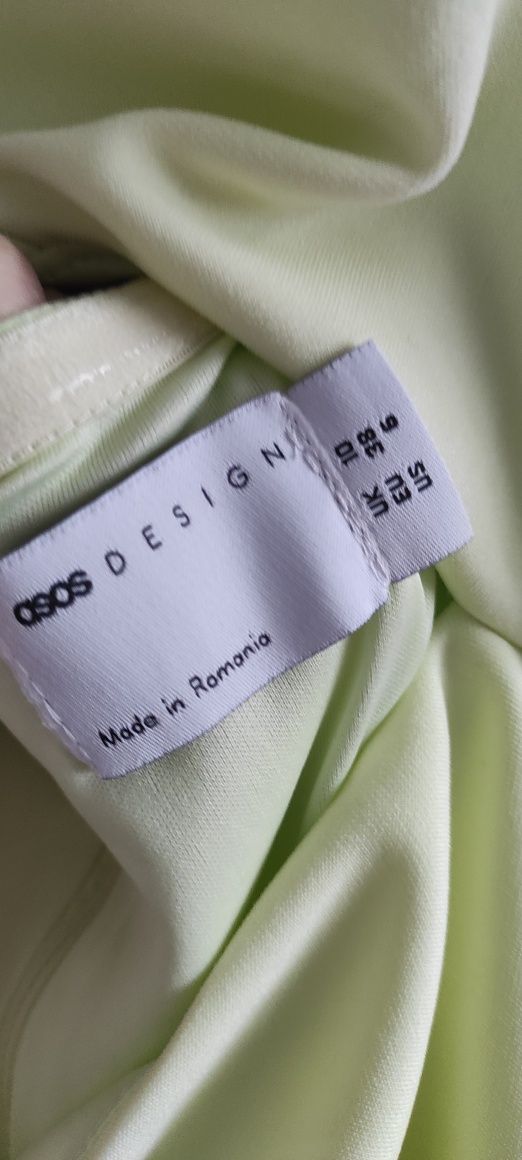 asos DESIGN
Made in Romania
UK 10
EU 38
US 6